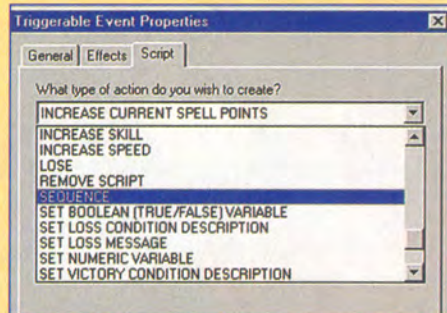 Triggerable Event Properties
General Effects Script
What type of action do you wish to create?
INCREASE CURRENT SPELL POINTS
INCREASE SKILL
INCREASE SPEED
LOSE
REMOVE SCRIPT
SEQUENCE
SET BOOLEAN (TRUE/FALSE) VARIABLE
SET LOSS CONDITION DESCRIPTION
SET LOSS MESSAGE
SET NUMERIC VARIABLE
SET VICTORY CONDITION DESCRIPTION